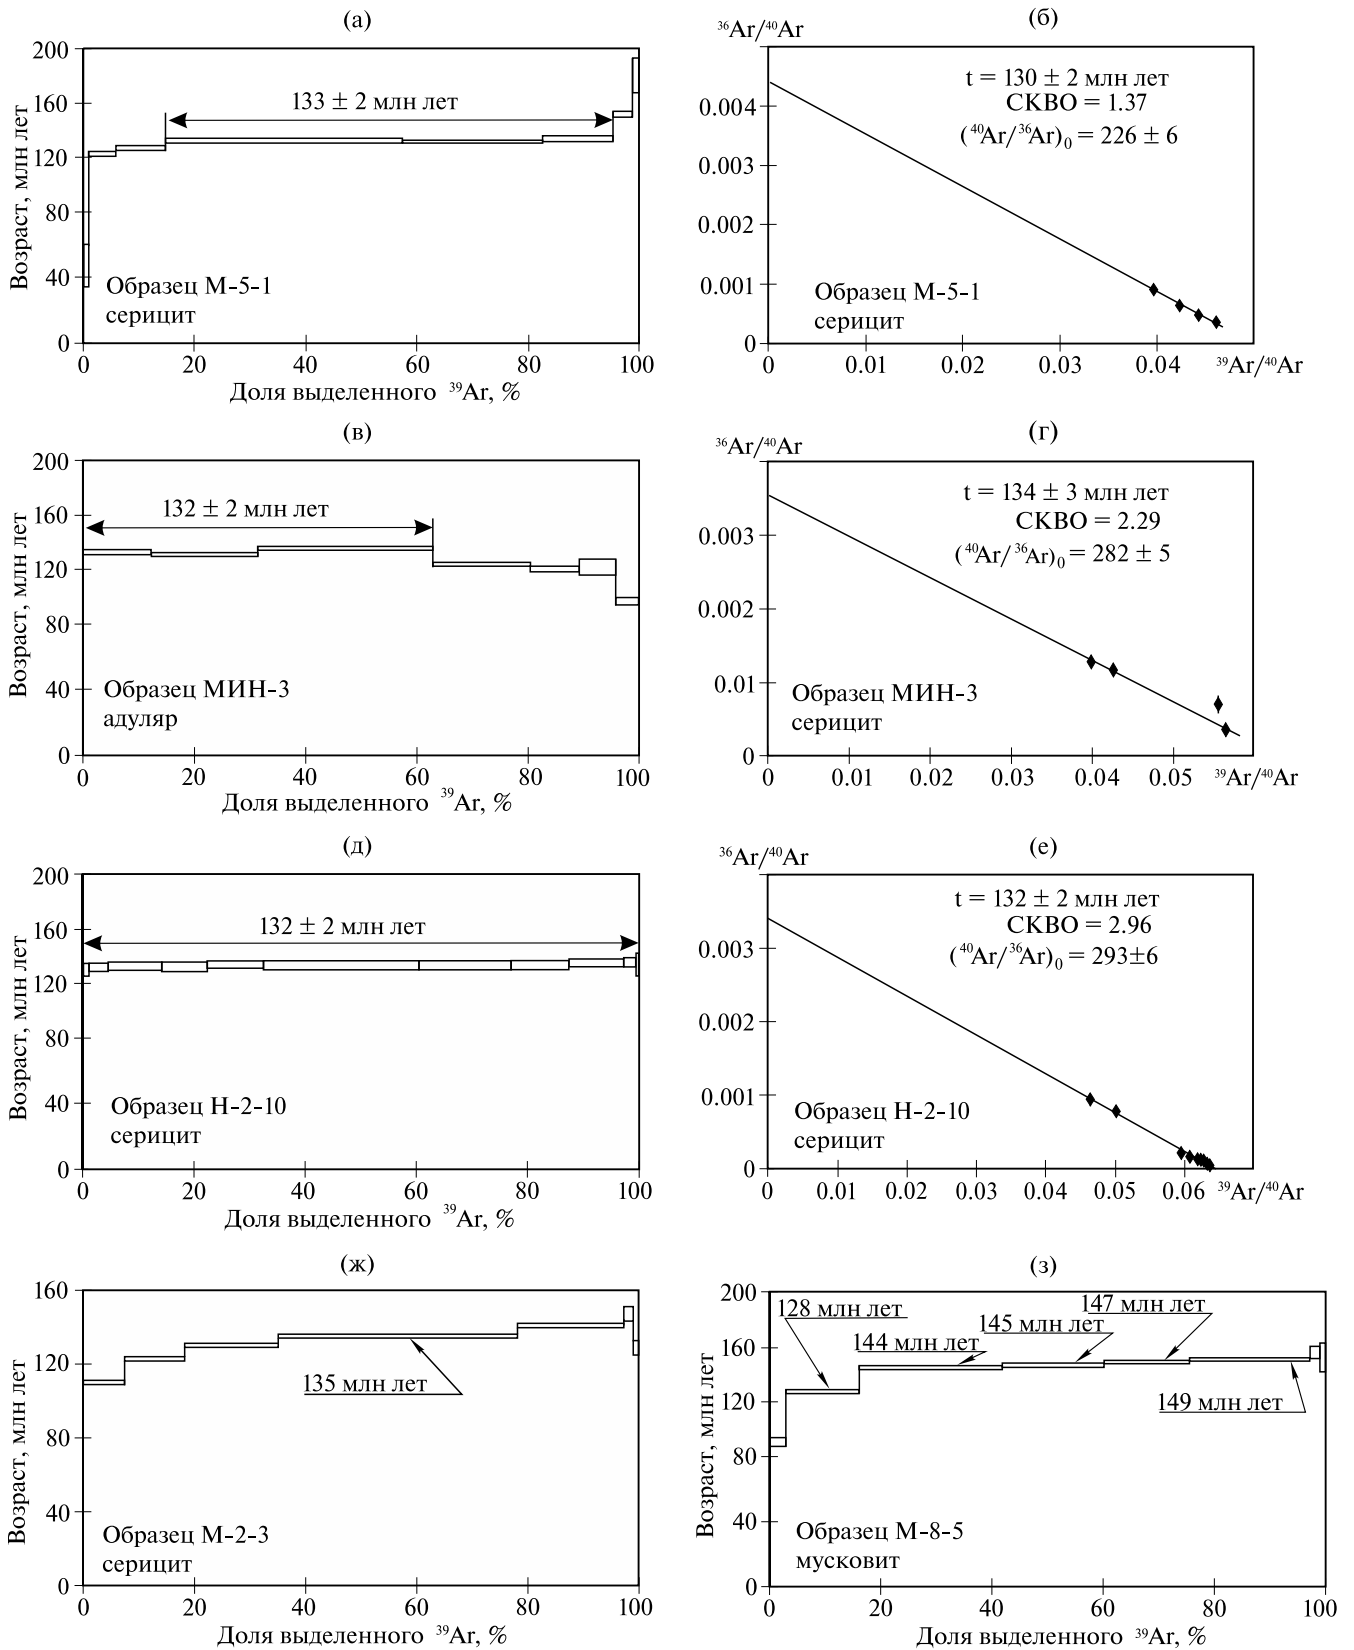 (а)
200
160
120
80
40
0
Возраст, млн лет
133 ± 2 млн лет
Образец М-5-1
серицит
0 20 40 60 80 100
Доля выделенного ³⁹Ar, %
(б)
³⁶Ar/⁴⁰Ar
0.004
0.003
0.002
0.001
0
t = 130 ± 2 млн лет
СКВО = 1.37
(⁴⁰Ar/³⁶Ar)₀ = 226 ± 6
Образец М-5-1
серицит
0 0.01 0.02 0.03 0.04 ³⁹Ar/⁴⁰Ar
(в)
200
160
120
80
40
0
Возраст, млн лет
132 ± 2 млн лет
Образец МИН-3
адуляр
0 20 40 60 80 100
Доля выделенного ³⁹Ar, %
(г)
³⁶Ar/⁴⁰Ar
0.003
0.002
0.01
0
t = 134 ± 3 млн лет
СКВО = 2.29
(⁴⁰Ar/³⁶Ar)₀ = 282 ± 5
Образец МИН-3
серицит
0 0.01 0.02 0.03 0.04 0.05 ³⁹Ar/⁴⁰Ar
(д)
200
160
120
80
40
0
Возраст, млн лет
132 ± 2 млн лет
Образец Н-2-10
серицит
0 20 40 60 80 100
Доля выделенного ³⁹Ar, %
(е)
³⁶Ar/⁴⁰Ar
0.003
0.002
0.001
0
t = 132 ± 2 млн лет
СКВО = 2.96
(⁴⁰Ar/³⁶Ar)₀ = 293±6
Образец Н-2-10
серицит
0 0.01 0.02 0.03 0.04 0.05 0.06 ³⁹Ar/⁴⁰Ar
(ж)
160
120
80
40
0
Возраст, млн лет
135 млн лет
Образец М-2-3
серицит
0 20 40 60 80 100
Доля выделенного ³⁹Ar, %
(з)
200
160
120
80
40
0
Возраст, млн лет
128 млн лет
144 млн лет
145 млн лет
147 млн лет
149 млн лет
Образец М-8-5
мусковит
0 20 40 60 80 100
Доля выделенного ³⁹Ar, %